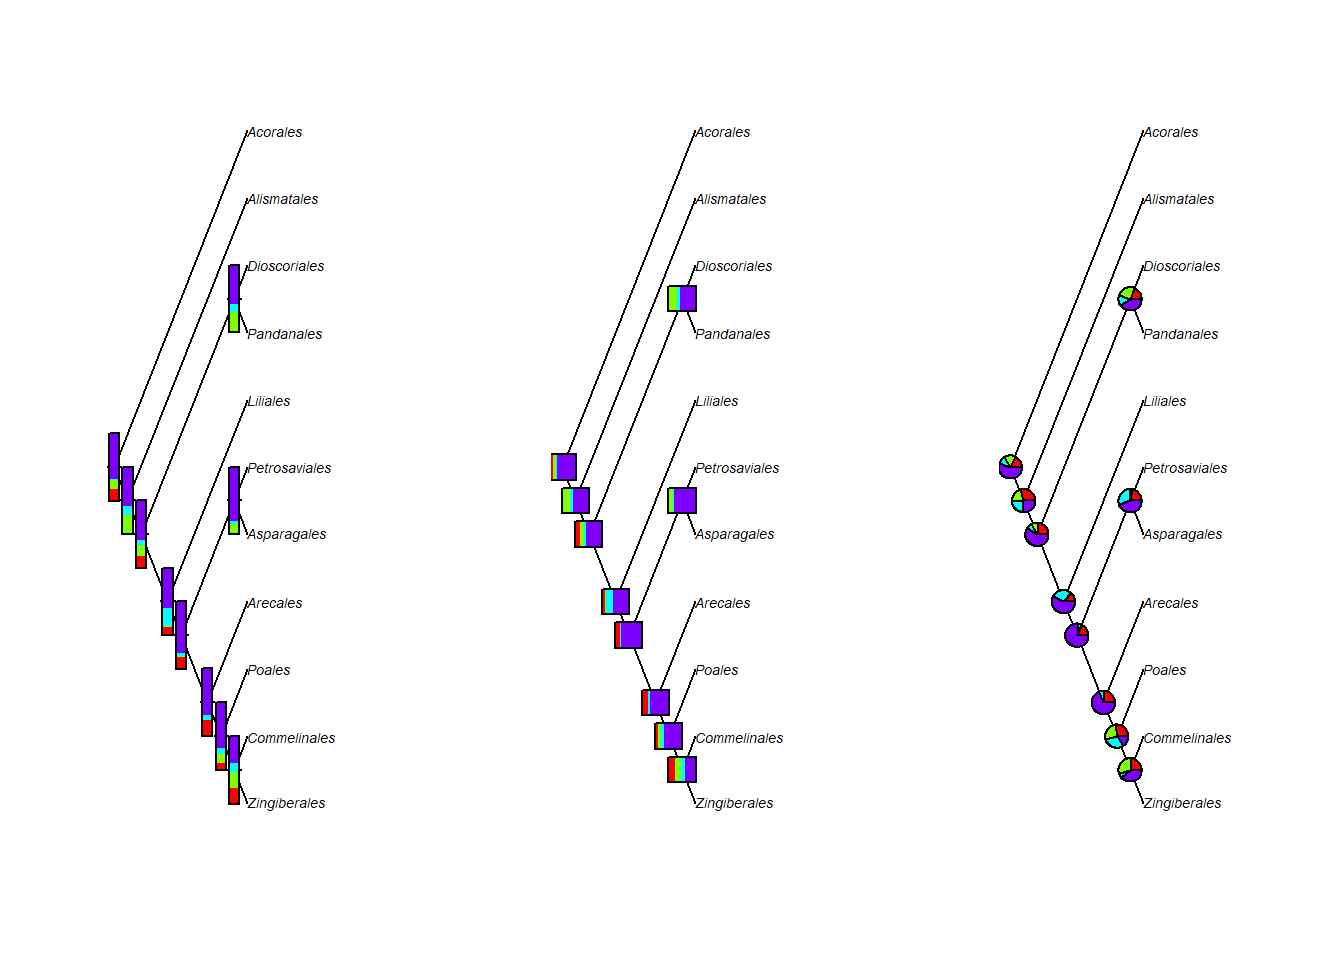 Acorales
Alismatales
Dioscoriales
Pandanales
Liliales
Petrosaviales
Asparagales
Arecales
Poales
Commelinales
Zingiberales
Acorales
Alismatales
Dioscoriales
Pandanales
Liliales
Petrosaviales
Asparagales
Arecales
Poales
Commelinales
Zingiberales
Acorales
Alismatales
Dioscoriales
Pandanales
Liliales
Petrosaviales
Asparagales
Arecales
Poales
Commelinales
Zingiberales